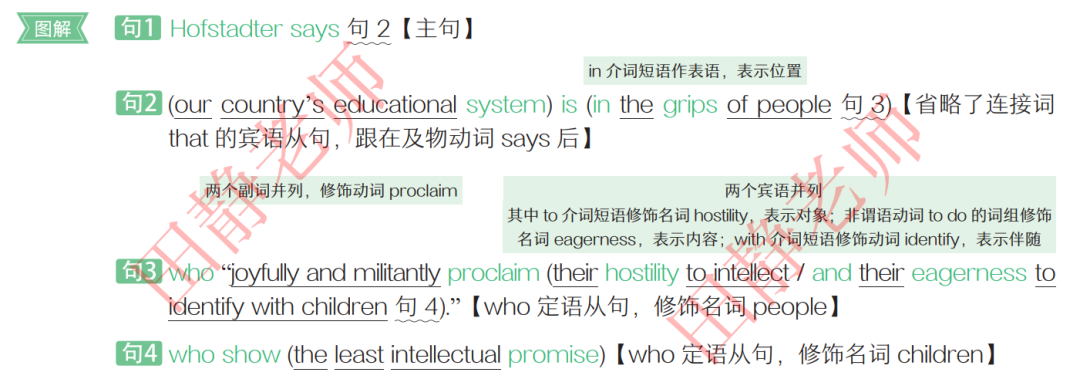 图解 句1 Hofstadter says 句 2【主句】
in 介词短语作表语，表示位置
句2 (our country's educational system) is (in the grips of people 句 3)【省略了连接词
that 的宾语从句，跟在及物动词 says 后】
两个副词并列，修饰动词 proclaim
两个宾语并列
其中 to 介词短语修饰名词 hostility，表示对象；非谓语动词 to do 的词组修饰
名词 eagerness，表示内容；with 介词短语修饰动词 identify，表示伴随
句3 who “joyfully and militantly proclaim (their hostility to intellect / and their eagerness to
identify with children 句 4).”【who 定语从句，修饰名词 people】
句4 who show (the least intellectual promise)【who 定语从句，修饰名词 children】
田静老师
田静老师